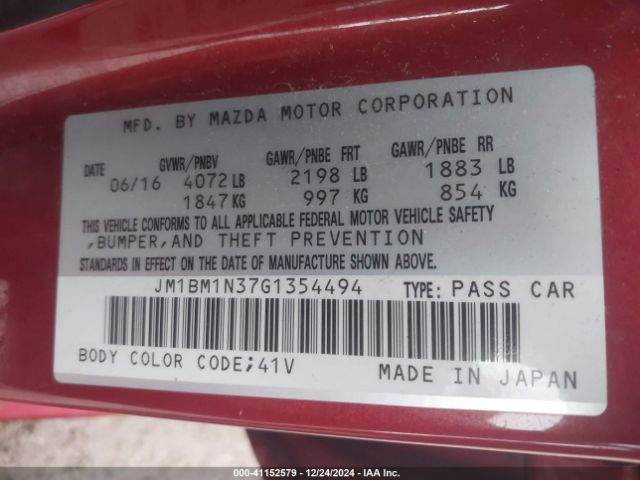 MFD. BY MAZDA MOTOR CORPORATION
DATE GVWR/PNBV GAWR/PNBE FRT GAWR/PNBE RR
06/16 4072 LB 2198 LB 1883 LB
1847 KG 997 KG 854 KG
THIS VEHICLE CONFORMS TO ALL APPLICABLE FEDERAL MOTOR VEHICLE SAFETY
,BUMPER,AND THEFT PREVENTION
STANDARDS IN EFFECT ON THE DATE OF MANUFACTURE SHOWN ABOVE.
JM1BM1N37G1354494 TYPE: PASS CAR
BODY COLOR CODE;41V MADE IN JAPAN
000-41152579 - 12/24/2024 - IAA Inc.